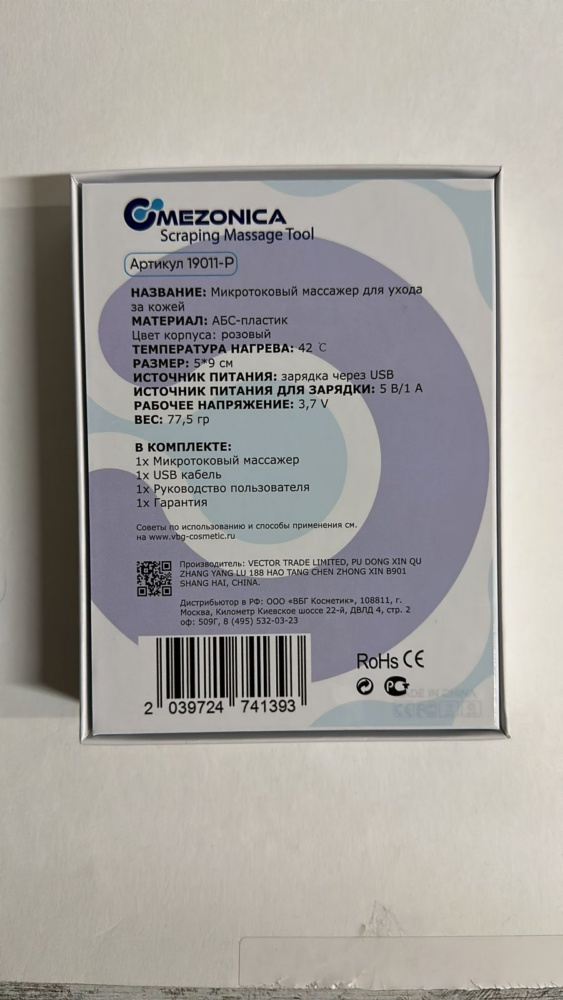 MEZONICA
Scraping Massage Tool
Артикул 19011-P
НАЗВАНИЕ: Микротоковый массажер для ухода
за кожей
МАТЕРИАЛ: АБС-пластик
Цвет корпуса: розовый
ТЕМПЕРАТУРА НАГРЕВА: 42 ℃
РАЗМЕР: 5*9 см
ИСТОЧНИК ПИТАНИЯ: зарядка через USB
ИСТОЧНИК ПИТАНИЯ ДЛЯ ЗАРЯДКИ: 5 В/1 А
РАБОЧЕЕ НАПРЯЖЕНИЕ: 3,7 V
ВЕС: 77,5 гр
В КОМПЛЕКТЕ:
1x Микротоковый массажер
1x USB кабель
1x Руководство пользователя
1x Гарантия
Советы по использованию и способы применения см.
на www.vbg-cosmetic.ru
Производитель: VECTOR TRADE LIMITED, PU DONG XIN QU
ZHANG YANG LU 188 HAO TANG CHEN ZHONG XIN B901
SHANG HAI, CHINA.
Дистрибьютор в РФ: ООО «ВБГ Косметик», 108811, г.
Москва, Километр Киевское шоссе 22-й, ДВЛД 4, стр. 2
оф: 509Г, 8 (495) 532-03-23
RoHs CE
2 039724 741393